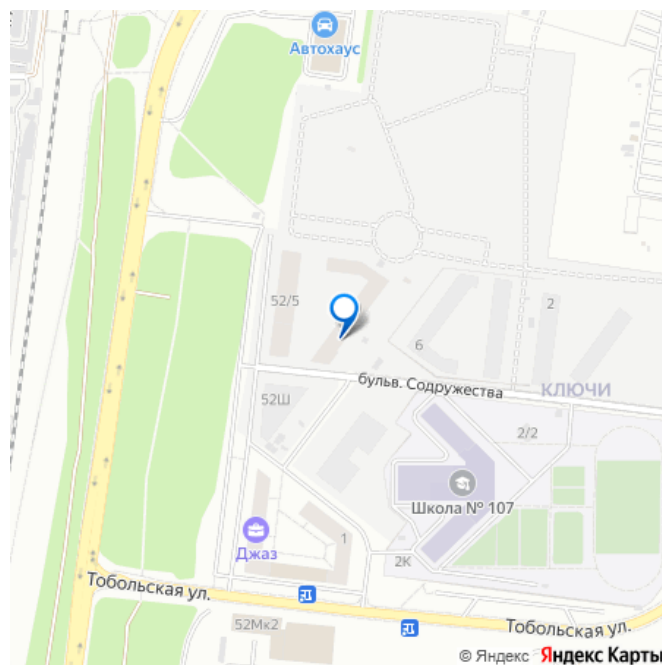 Автохаус
52/5
2
6
бульв. Содружества
КЛЮЧИ
52Ш
2/2
Школа № 107
Джаз
1
2К
Тобольская ул.
52Мк2
Тобольская ул.
© Яндекс Яндекс Карты